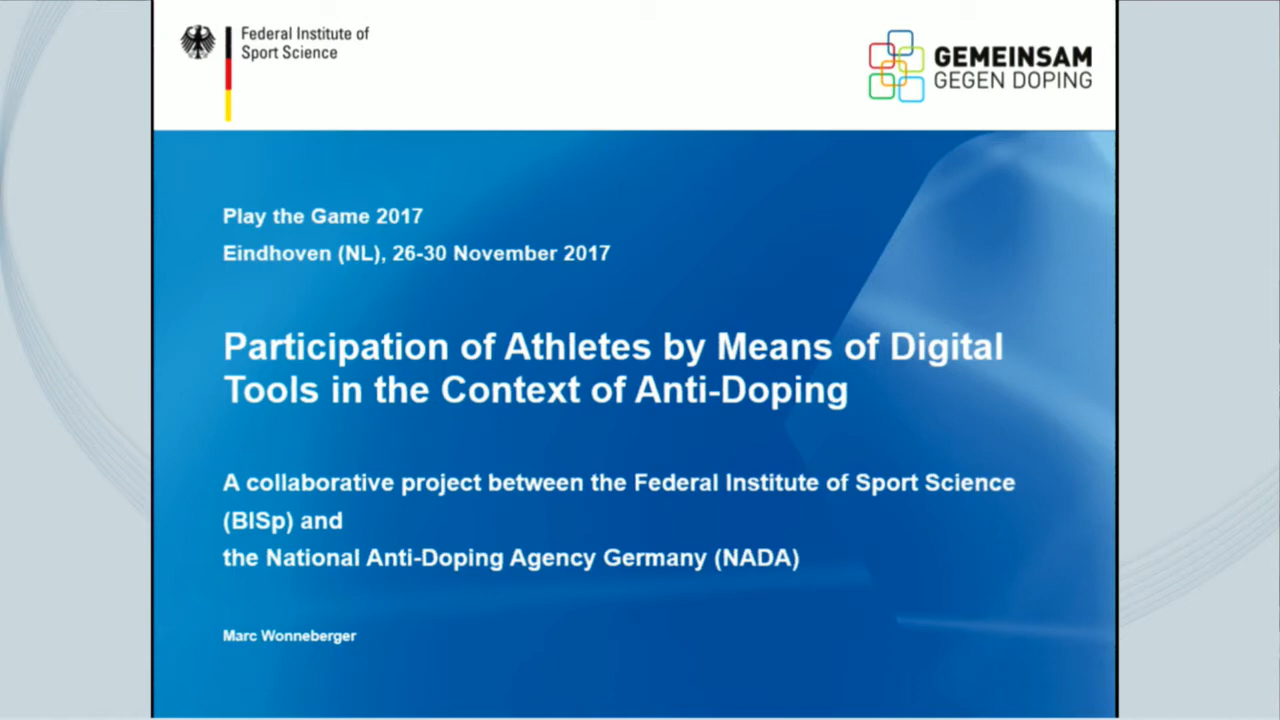 Federal Institute of
Sport Science
GEMEINSAM
GEGEN DOPING
Play the Game 2017
Eindhoven (NL), 26-30 November 2017
Participation of Athletes by Means of Digital
Tools in the Context of Anti-Doping
A collaborative project between the Federal Institute of Sport Science
(BISp) and
the National Anti-Doping Agency Germany (NADA)
Marc Wonneberger